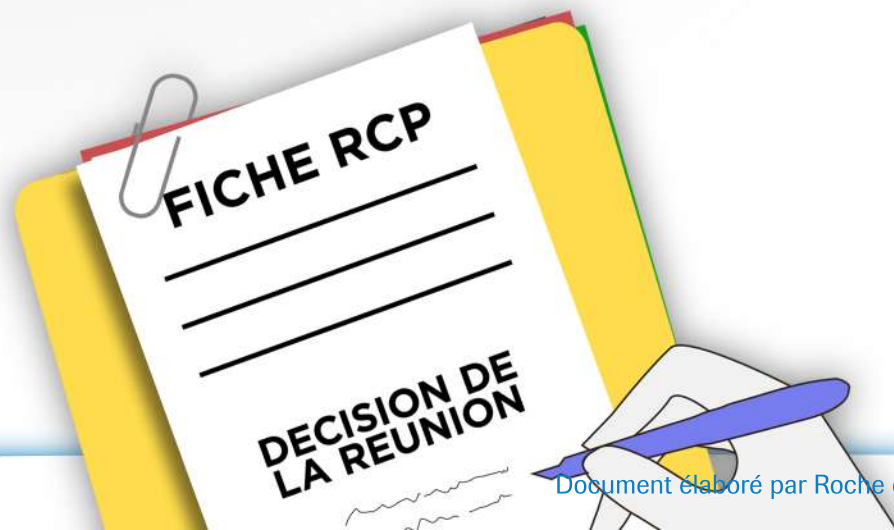 FICHE RCP
DECISION DE
LA REUNION
Document élaboré par Roche